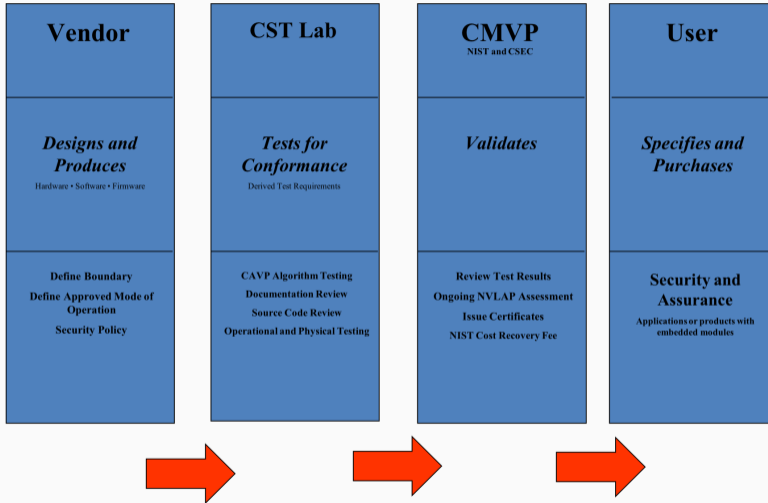 Vendor
Designs and
Produces
Hardware • Software • Firmware
Define Boundary
Define Approved Mode of
Operation
Security Policy
CST Lab
Tests for
Conformance
Derived Test Requirements
CAVP Algorithm Testing
Documentation Review
Source Code Review
Operational and Physical Testing
CMVP
NIST and CSEC
Validates
Review Test Results
Ongoing NVLAP Assessment
Issue Certificates
NIST Cost Recovery Fee
User
Specifies and
Purchases
Security and
Assurance
Applications or products with
embedded modules